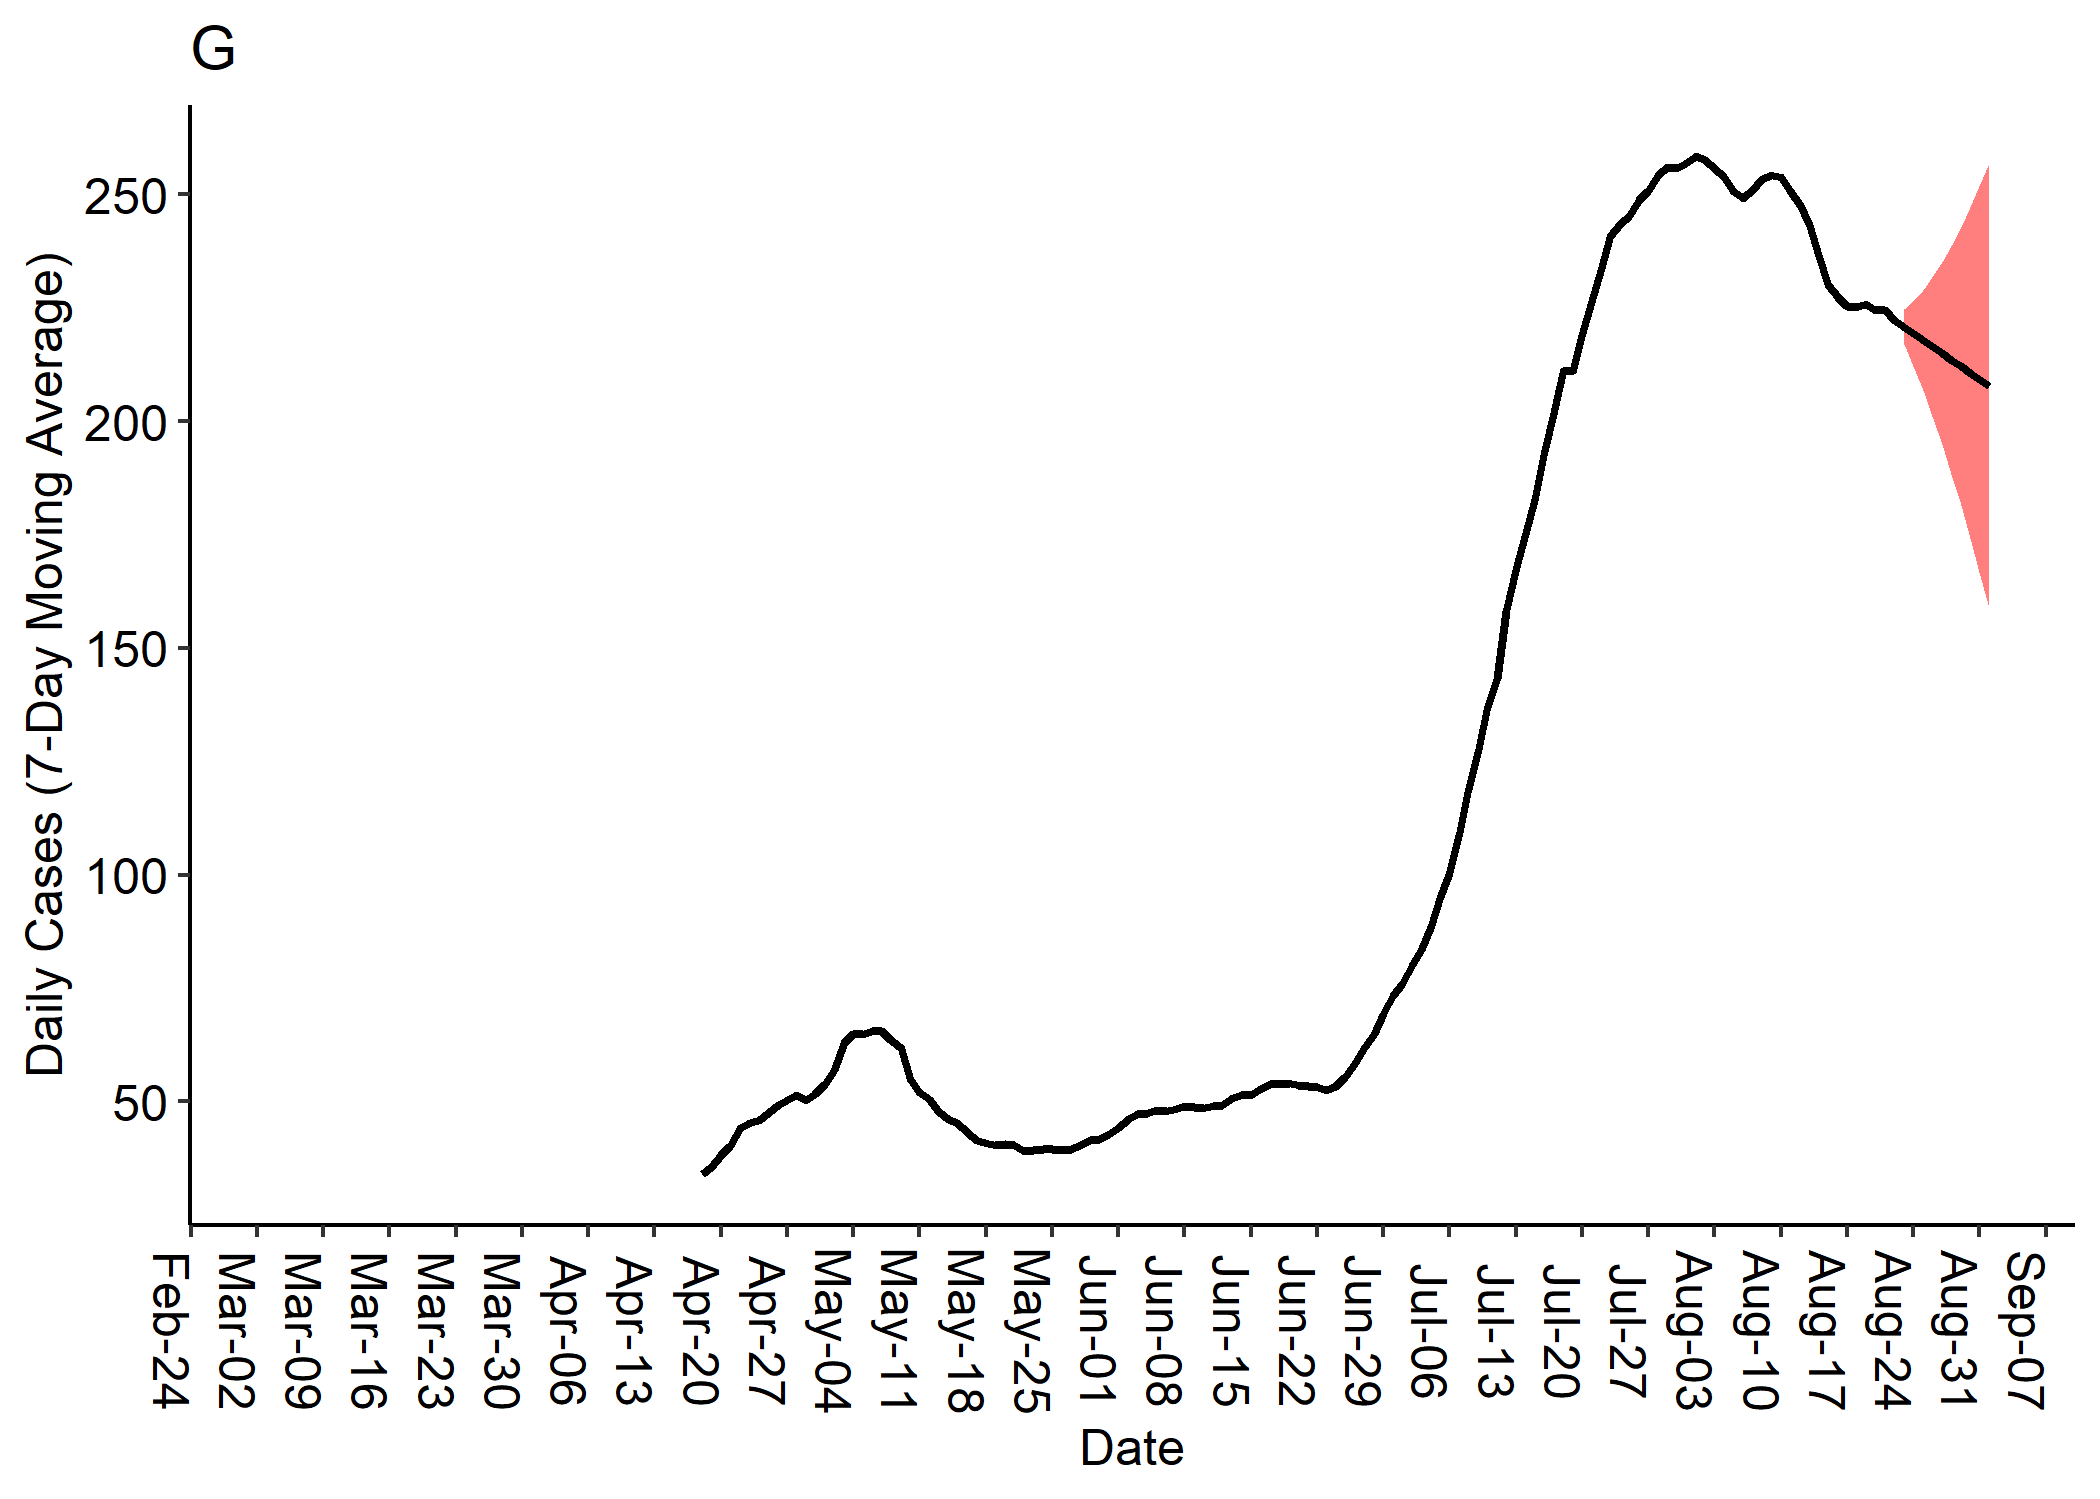 G
Daily Cases (7-Day Moving Average)
250
200
150
100
50
Feb-24
Mar-02
Mar-09
Mar-16
Mar-23
Mar-30
Apr-06
Apr-13
Apr-20
Apr-27
May-04
May-11
May-18
May-25
Jun-01
Jun-08
Jun-15
Jun-22
Jun-29
Jul-06
Jul-13
Jul-20
Jul-27
Aug-03
Aug-10
Aug-17
Aug-24
Aug-31
Sep-07
Date